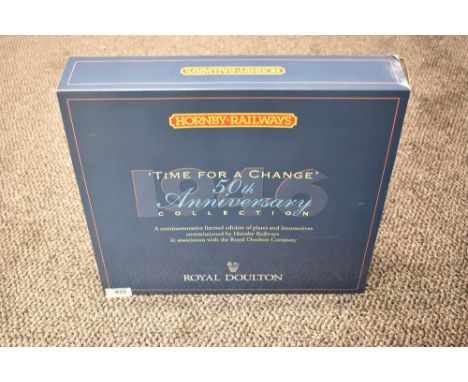 HORNBY RAILWAYS
HORNBY RAILWAYS
1946
'TIME FOR A CHANGE'
50th
Anniversary
COLLECTION
A commemorative limited edition of plates and locomotives
commissioned by Hornby Railways
in association with the Royal Doulton Company
ROYAL DOULTON